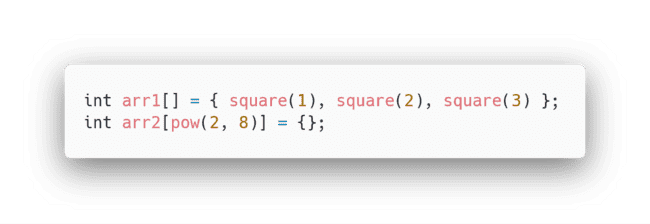 int arr1[] = { square(1), square(2), square(3) };
int arr2[pow(2, 8)] = {};